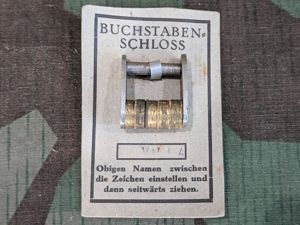 BUCHSTABEN-
SCHLOSS
Obigen Namen zwischen
die Zeichen einstellen und
dann seitwärts ziehen.